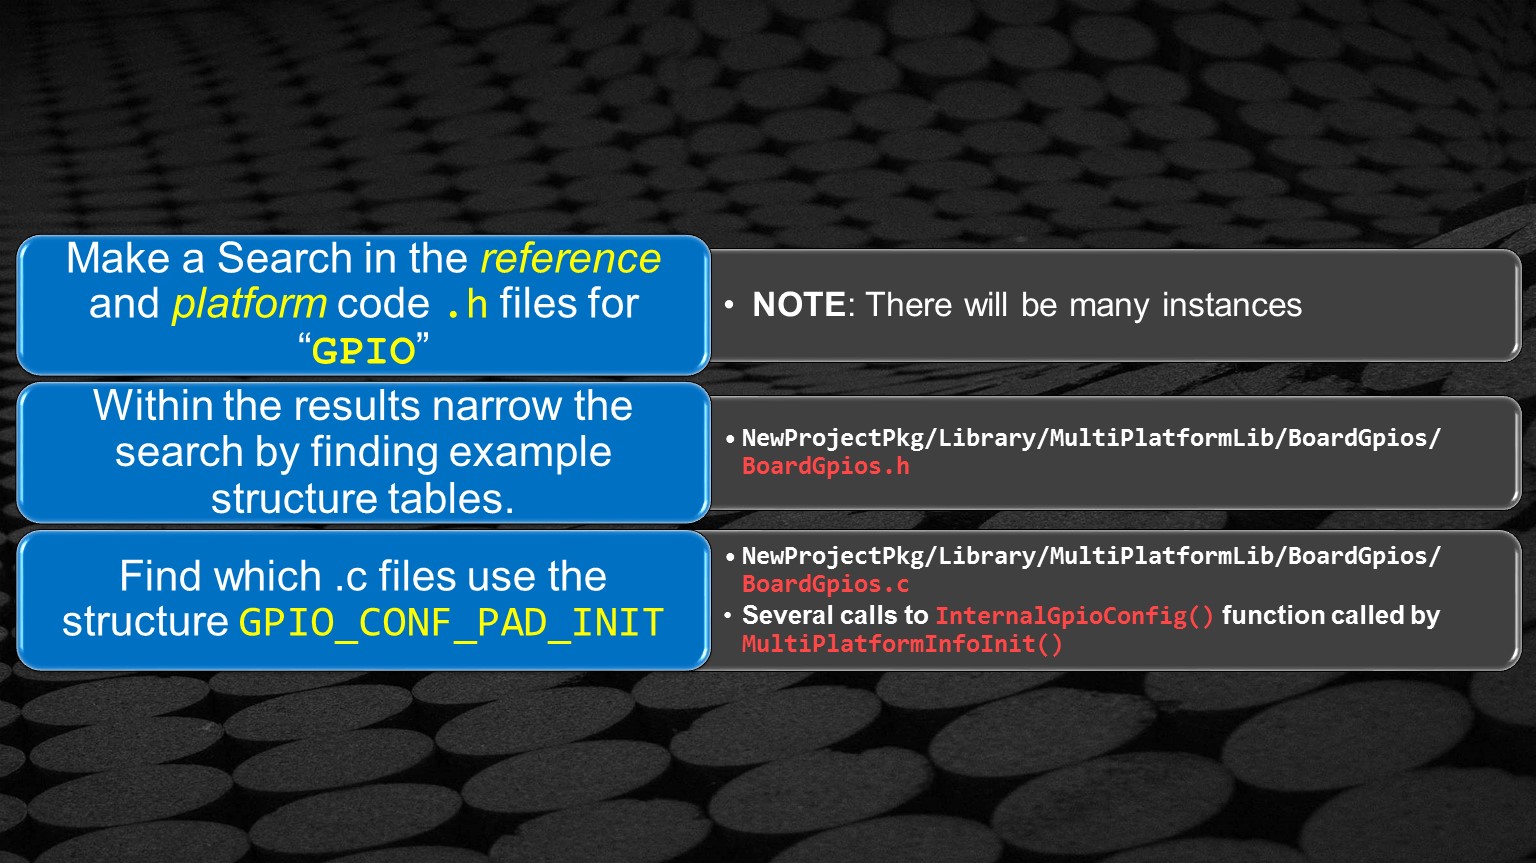 Make a Search in the reference
and platform code .h files for
“GPIO”
• NOTE: There will be many instances
Within the results narrow the
search by finding example
structure tables.
• NewProjectPkg/Library/MultiPlatformLib/BoardGpios/
BoardGpios.h
Find which .c files use the
structure GPIO_CONF_PAD_INIT
• NewProjectPkg/Library/MultiPlatformLib/BoardGpios/
BoardGpios.c
• Several calls to InternalGpioConfig() function called by
MultiPlatformInfoInit()